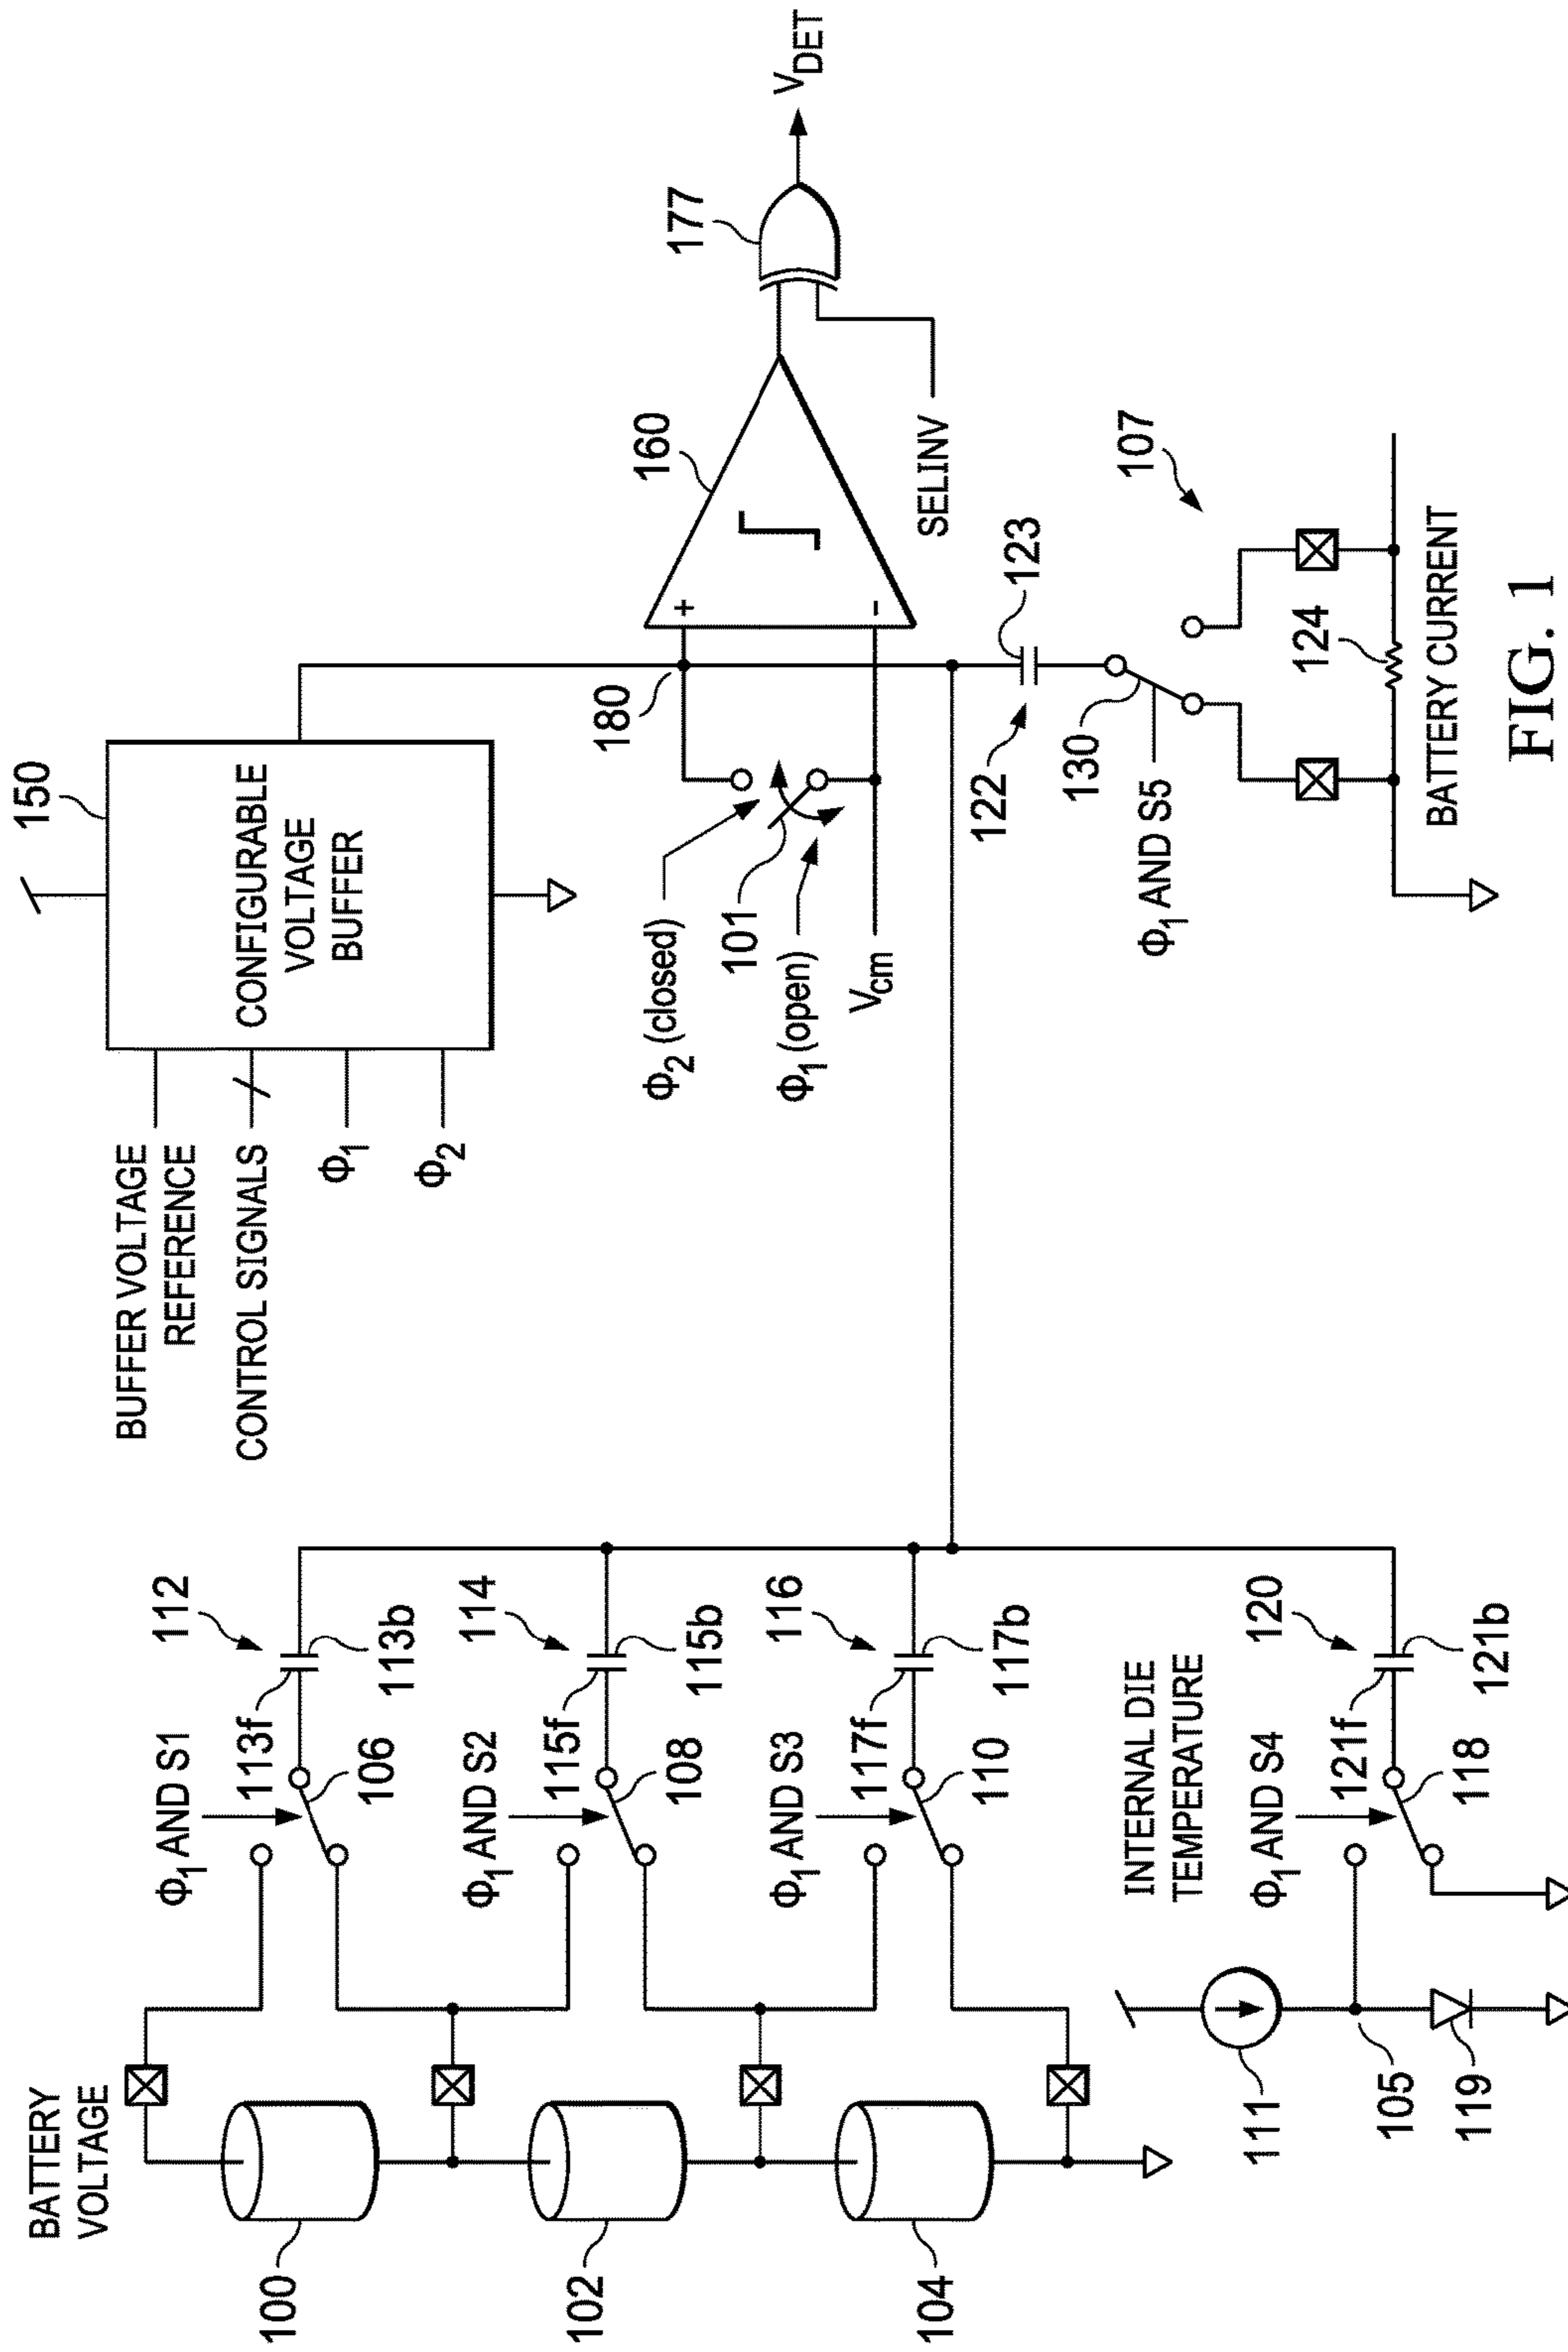 BATTERY
VOLTAGE
100
102
104
Φ1 AND S1
113f
106
112
113b
Φ1 AND S2
115f
108
114
115b
Φ1 AND S3
117f
110
116
117b
INTERNAL DIE
TEMPERATURE
111
105
119
Φ1 AND S4
121f
118
120
121b
BUFFER VOLTAGE
REFERENCE
CONTROL SIGNALS
Φ1
Φ2
150
CONFIGURABLE
VOLTAGE
BUFFER
180
Φ2 (closed)
101
Φ1 (open)
Vcm
+
-
160
177
VDET
SELINV
122
123
130
Φ1 AND S5
107
124
BATTERY CURRENT
FIG. 1